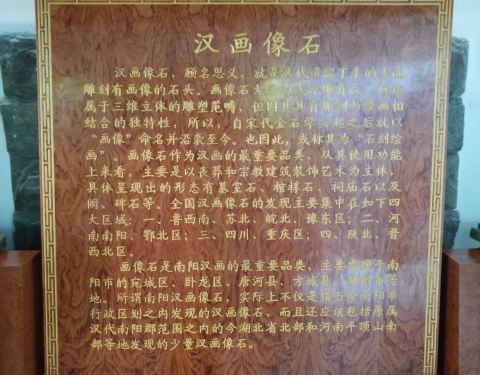 汉画像石
汉画像石、顾名思义,就是汉代遗留下来的上面
雕刻有画像的石头。画像石大
属于三维立体的雕塑范畴,但因其具有雕刻与绘画相
结合的独特性,所以,自宋代金石学兴起之后就以
“画像”命名并沿袭至今。也因此,或称其为“石刻绘
画”。画像石作为汉画的最重要品类,从其使用功能
上来看,主要是以丧葬和宗教建筑装饰艺术为主体,
具体呈现出的形态有墓室石、棺椁石、祠庙石以及
阙、碑石等。全国汉画像石的发现主要集中在如下四
大区域:一、鲁西南、苏北、皖北、豫东区;二、河
南南阳、鄂北区;三、四川、重庆区;四、陕北、晋
西北区。
画像石是南阳汉画的最重要品类,主要发现于南
阳市的宛城区、卧龙区、唐河县、方城县、等
地。所谓南阳汉画像石,实际上不仅是指当今南阳市
行政区划之内发现的汉画像石,而且还应该包括原属
汉代南阳郡范围之内的今湖北省北部和河南平顶山南
部等地发现的少量汉画像石。